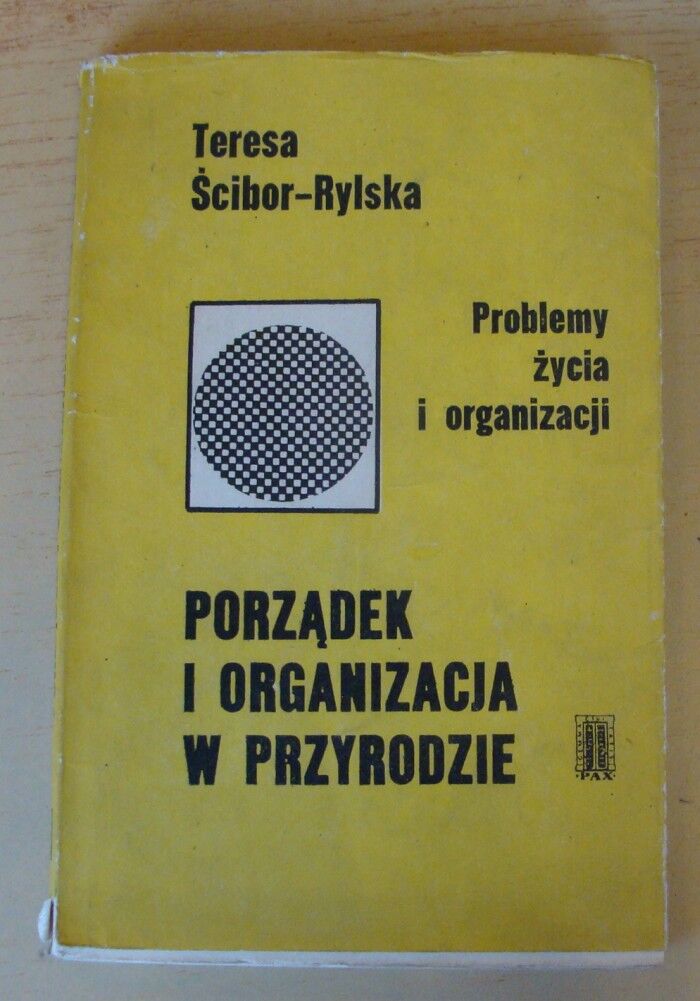 Teresa
Ścibor-Rylska
Problemy
życia
i organizacji
PORZĄDEK
I ORGANIZACJA
W PRZYRODZIE
·PAX·